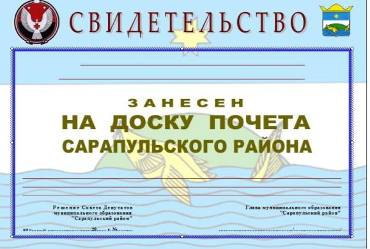 СВИДЕТЕЛЬСТВО
ЗАНЕСЕН
НА ДОСКУ ПОЧЕТА
САРАПУЛЬСКОГО РАЙОНА
Решение Совета Депутатов
муниципального образования
"Сарапульский район"
Глава муниципального образования
"Сарапульский район"